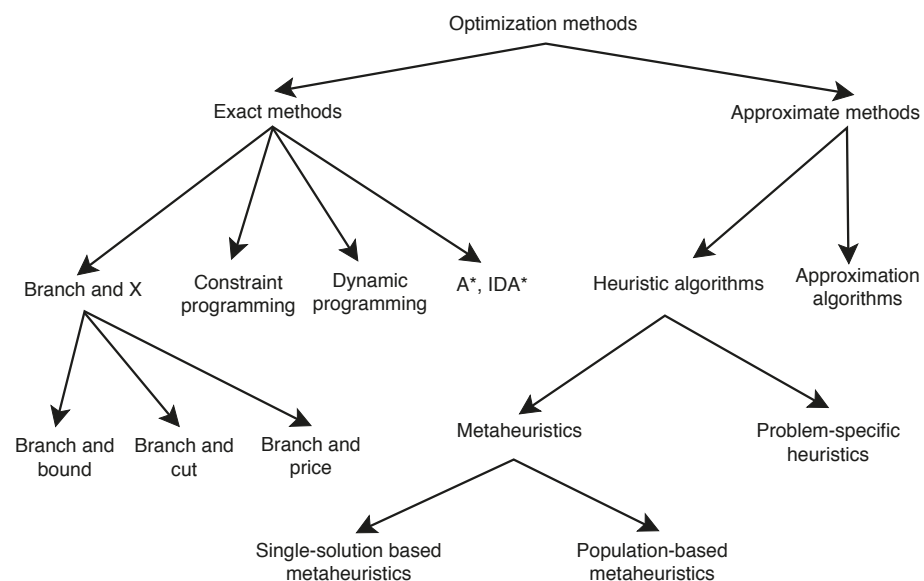 Optimization methods
Exact methods
Approximate methods
Branch and X
Constraint
programming
Dynamic
programming
A*, IDA*
Heuristic algorithms
Approximation
algorithms
Branch and
bound
Branch and
cut
Branch and
price
Metaheuristics
Problem-specific
heuristics
Single-solution based
metaheuristics
Population-based
metaheuristics